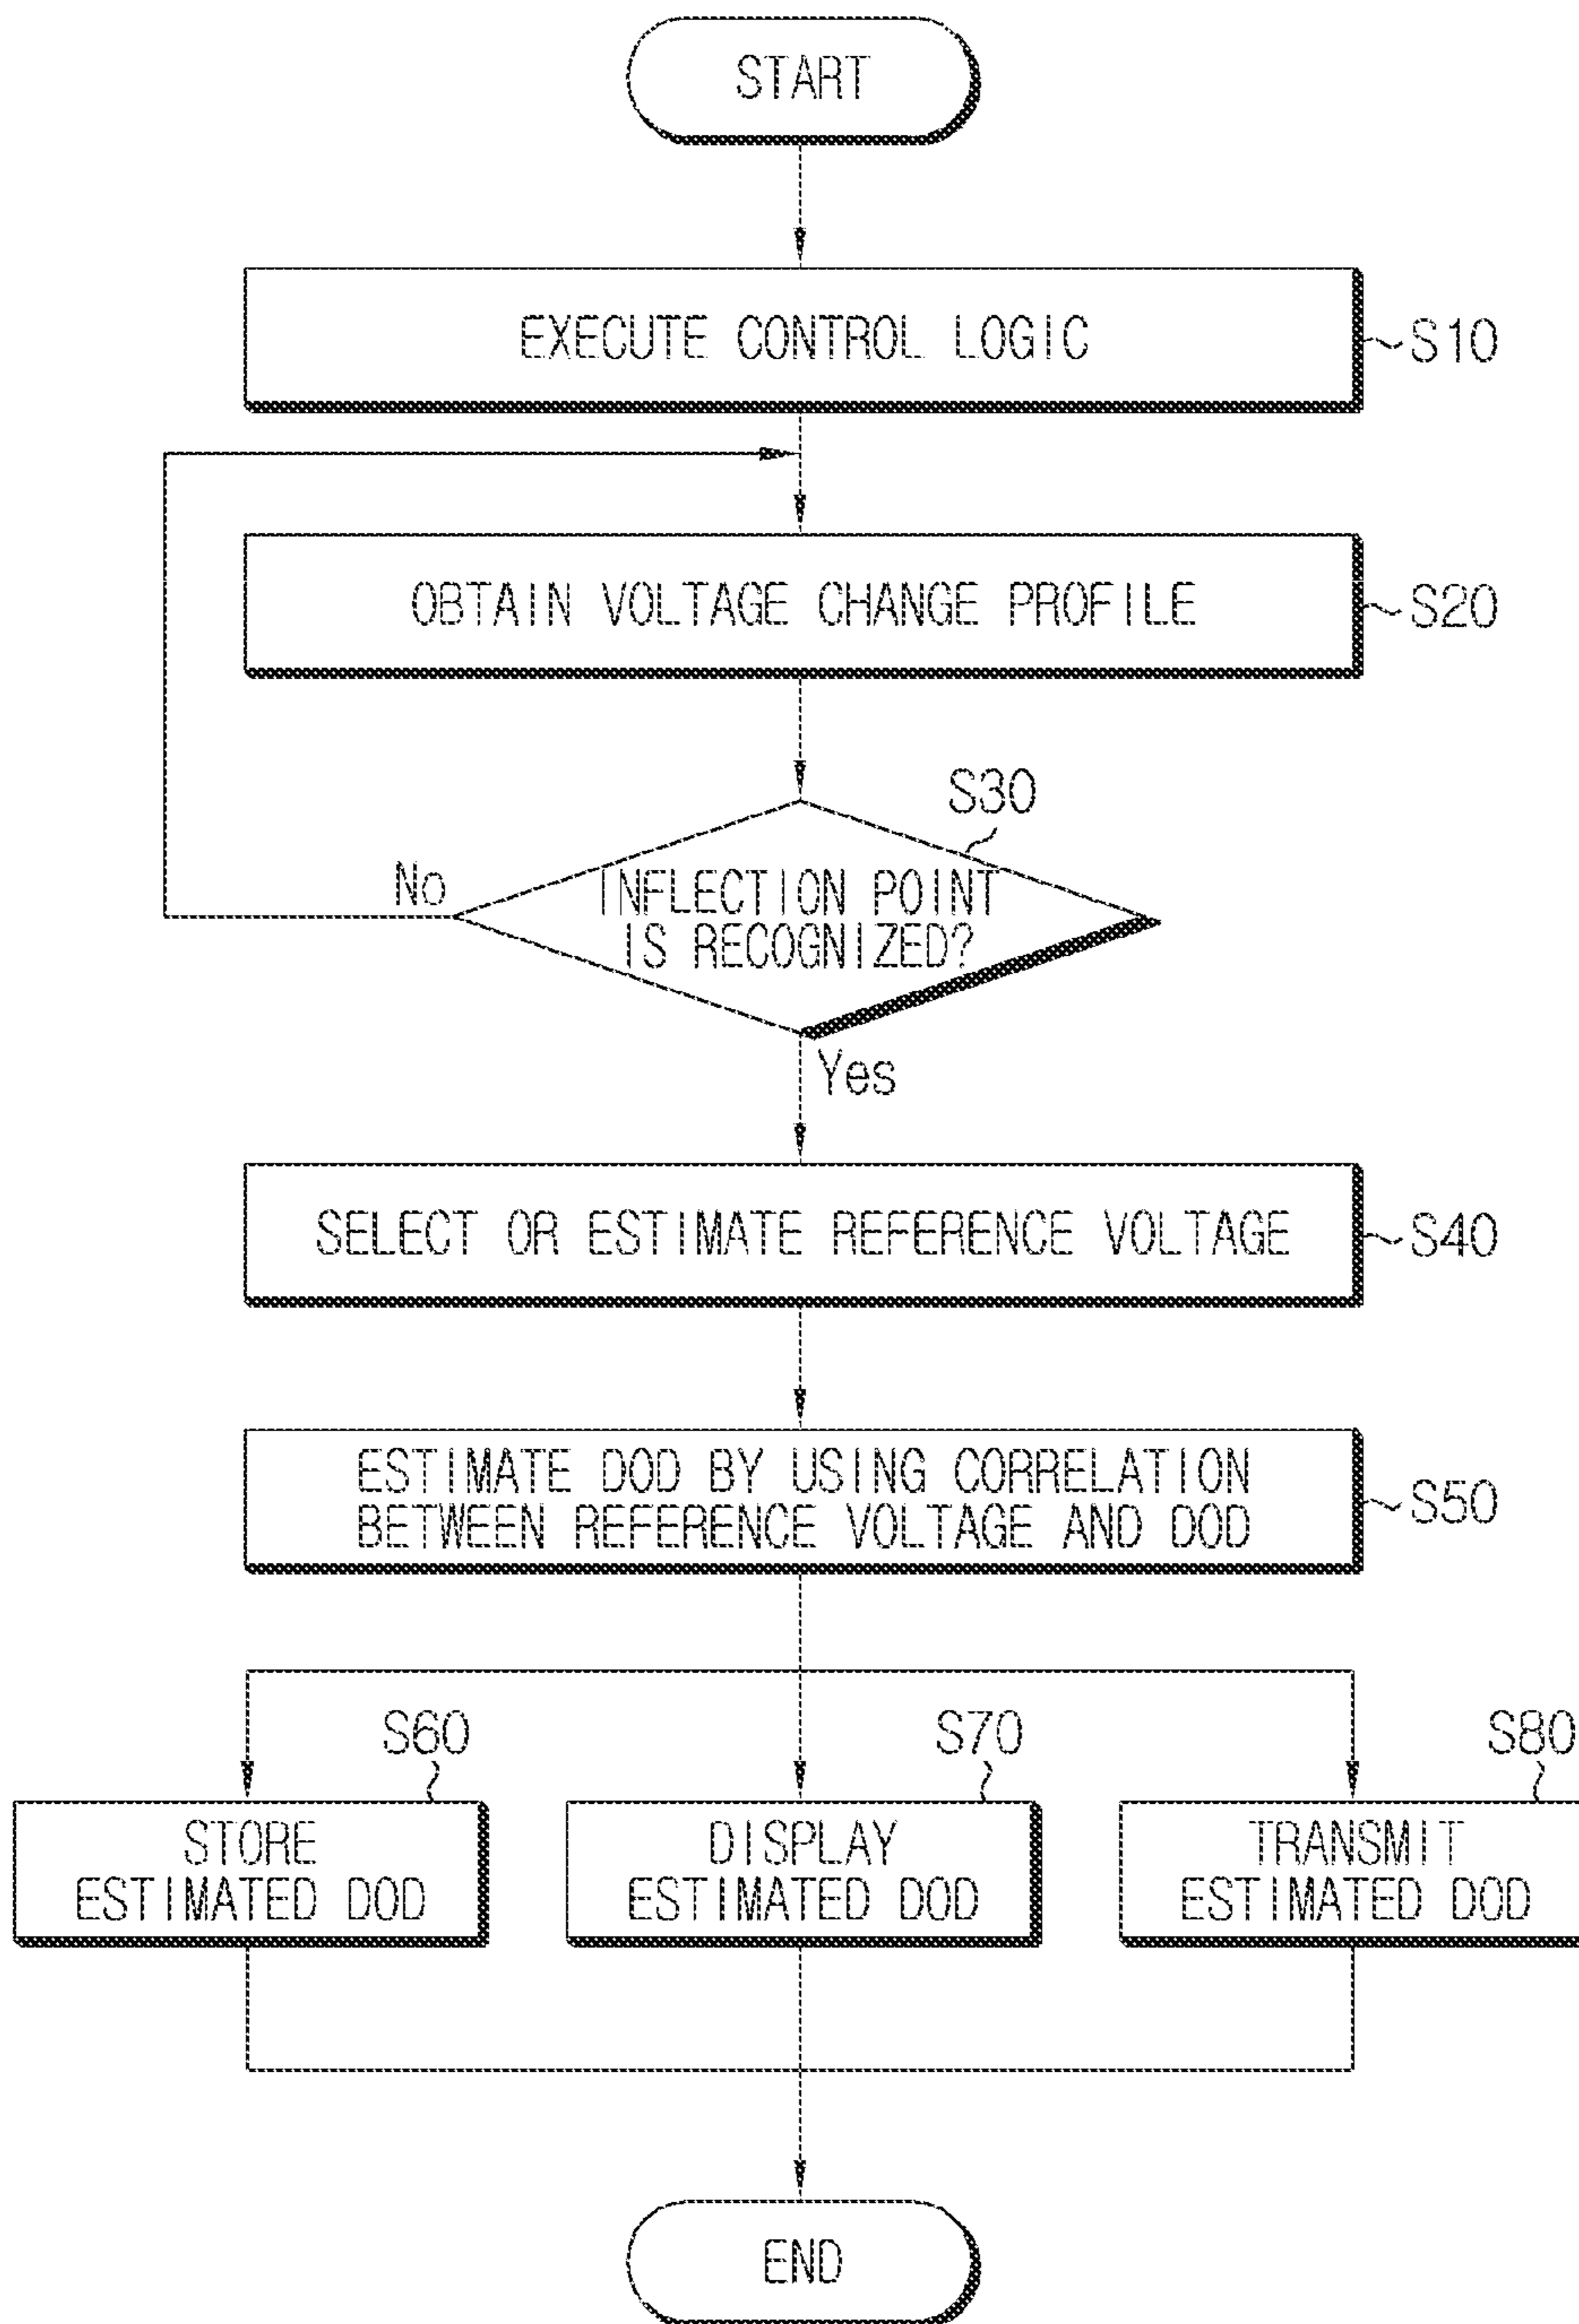 START
EXECUTE CONTROL LOGIC
S10
OBTAIN VOLTAGE CHANGE PROFILE
S20
S30
No
INFLECTION POINT
IS RECOGNIZED?
Yes
SELECT OR ESTIMATE REFERENCE VOLTAGE
S40
ESTIMATE DOD BY USING CORRELATION
BETWEEN REFERENCE VOLTAGE AND DOD
S50
S60
STORE
ESTIMATED DOD
S70
DISPLAY
ESTIMATED DOD
S80
TRANSMIT
ESTIMATED DOD
END